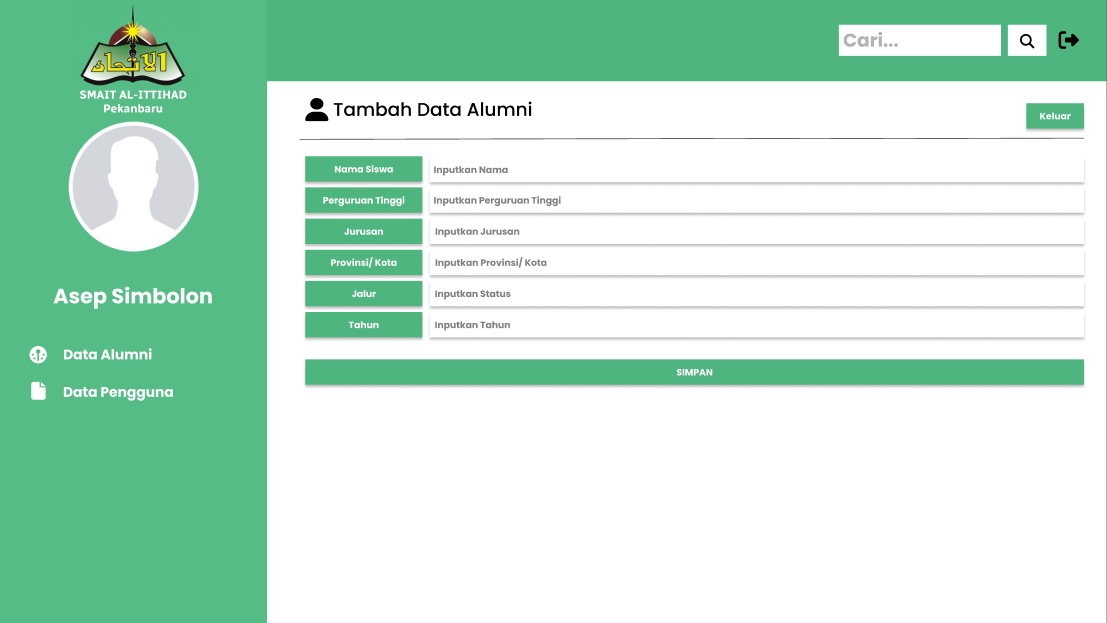 الاتحاد
SMAIT AL-ITTIHAD
Pekanbaru
Asep Simbolon
Data Alumni
Data Pengguna
Cari...
Tambah Data Alumni
Keluar
Nama Siswa Inputkan Nama
Perguruan Tinggi Inputkan Perguruan Tinggi
Jurusan Inputkan Jurusan
Provinsi/ Kota Inputkan Provinsi/ Kota
Jalur Inputkan Status
Tahun Inputkan Tahun
SIMPAN